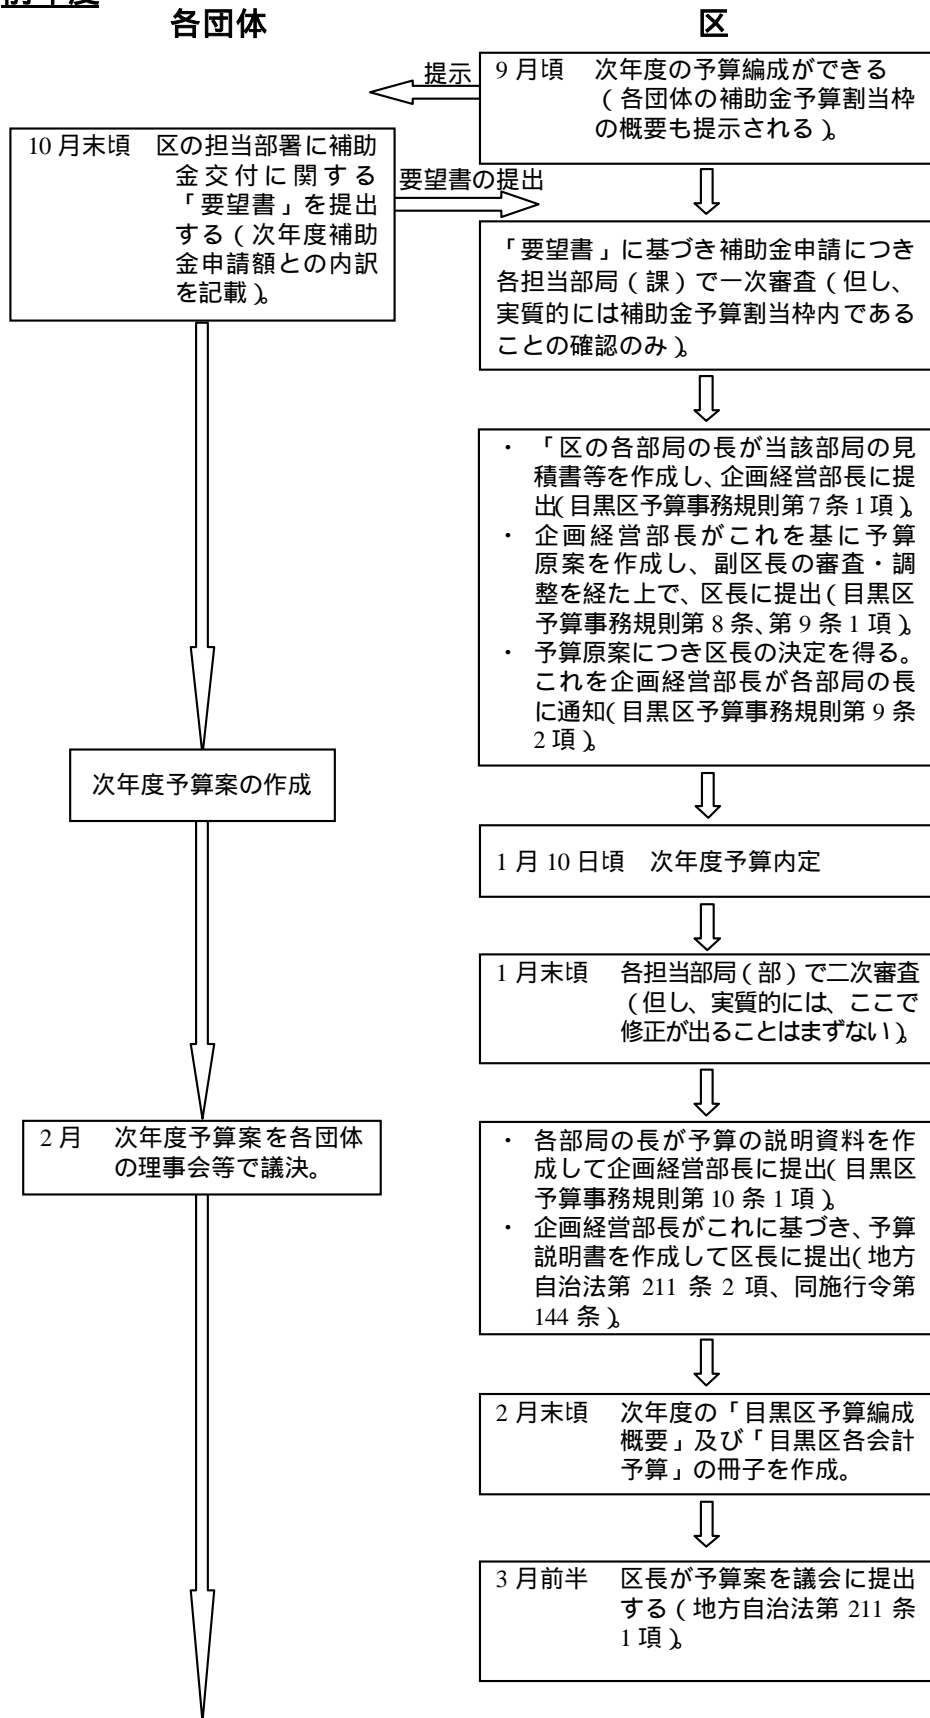 前年度
各団体
区
提示
9月頃　次年度の予算編成ができる
（各団体の補助金予算割当枠
の概要も提示される）。
10月末頃　区の担当部署に補助
金交付に関する
「要望書」を提出
する（次年度補助
金申請額との内訳
を記載）。
要望書の提出
「要望書」に基づき補助金申請につき
各担当部局（課）で一次審査（但し、
実質的には補助金予算割当枠内である
ことの確認のみ）。
・「区の各部局の長が当該部局の見
積書等を作成し、企画経営部長に提
出（目黒区予算事務規則第7条1項）。
・企画経営部長がこれを基に予算
原案を作成し、副区長の審査・調
整を経た上で、区長に提出（目黒区
予算事務規則第8条、第9条1項）。
・予算原案につき区長の決定を得る。
これを企画経営部長が各部局の長
に通知（目黒区予算事務規則第9条
2項）。
次年度予算案の作成
1月10日頃　次年度予算内定
1月末頃　各担当部局（部）で二次審査
（但し、実質的には、ここで
修正が出ることはまずない）。
2月　次年度予算案を各団体
の理事会等で議決。
・各部局の長が予算の説明資料を作
成して企画経営部長に提出（目黒区
予算事務規則第10条1項）。
・企画経営部長がこれに基づき、予算
説明書を作成して区長に提出（地方
自治法第211条2項、同施行令第
144条）。
2月末頃　次年度の「目黒区予算編成
概要」及び「目黒区各会計
予算」の冊子を作成。
3月前半　区長が予算案を議会に提出
する（地方自治法第211条
1項）。